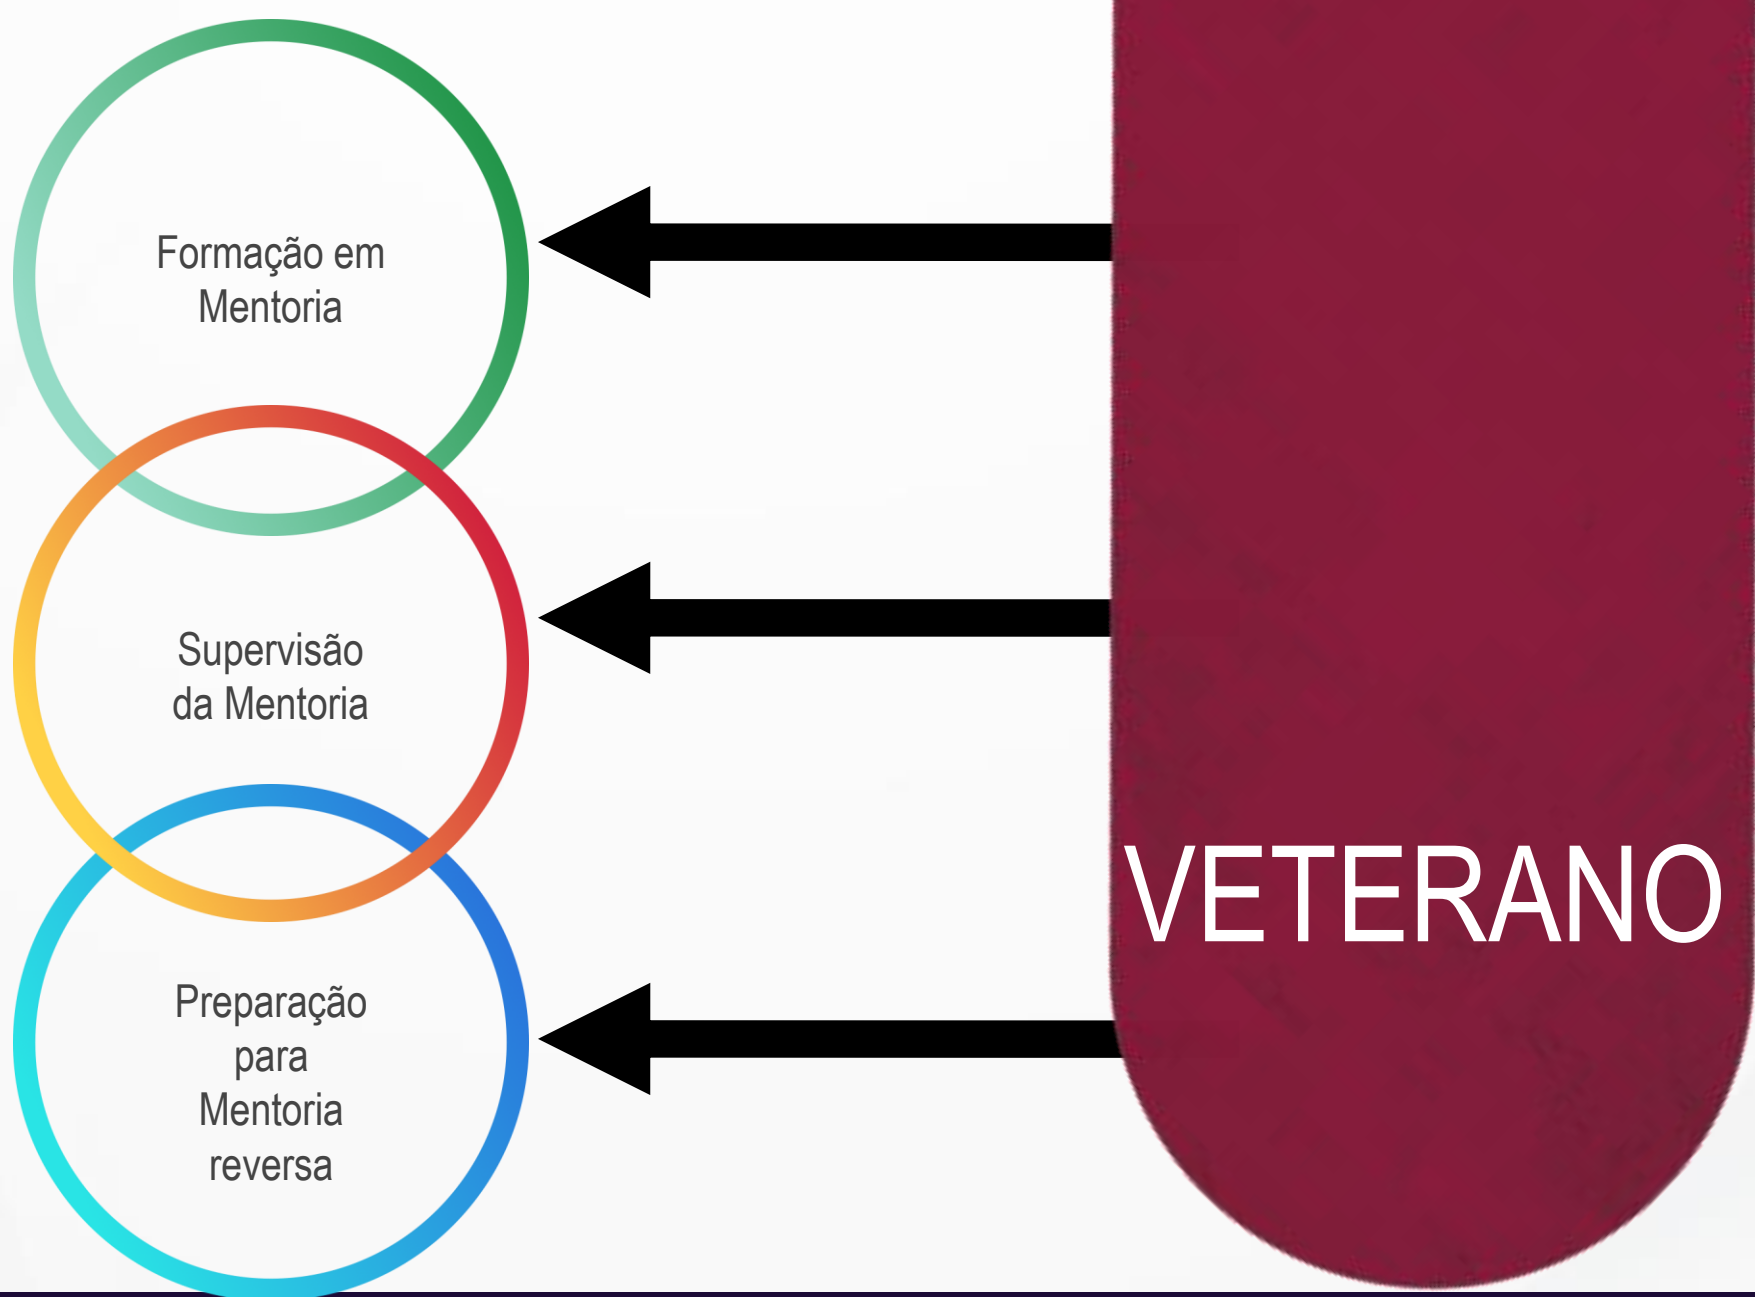 Formação em
Mentoria
Supervisão
da Mentoria
VETERANO
Preparação
para
Mentoria
reversa